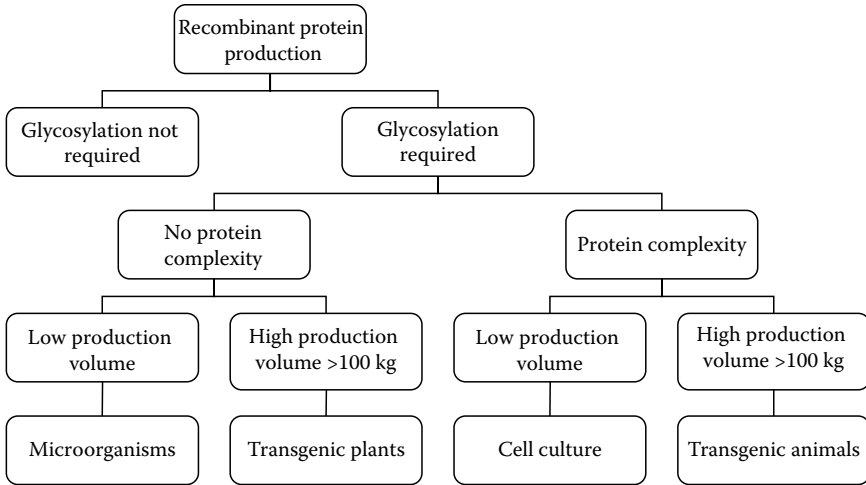 Recombinant protein
production
Glycosylation not
required
Glycosylation
required
No protein
complexity
Protein complexity
Low production
volume
High production
volume >100 kg
Low production
volume
High production
volume >100 kg
Microorganisms
Transgenic plants
Cell culture
Transgenic animals